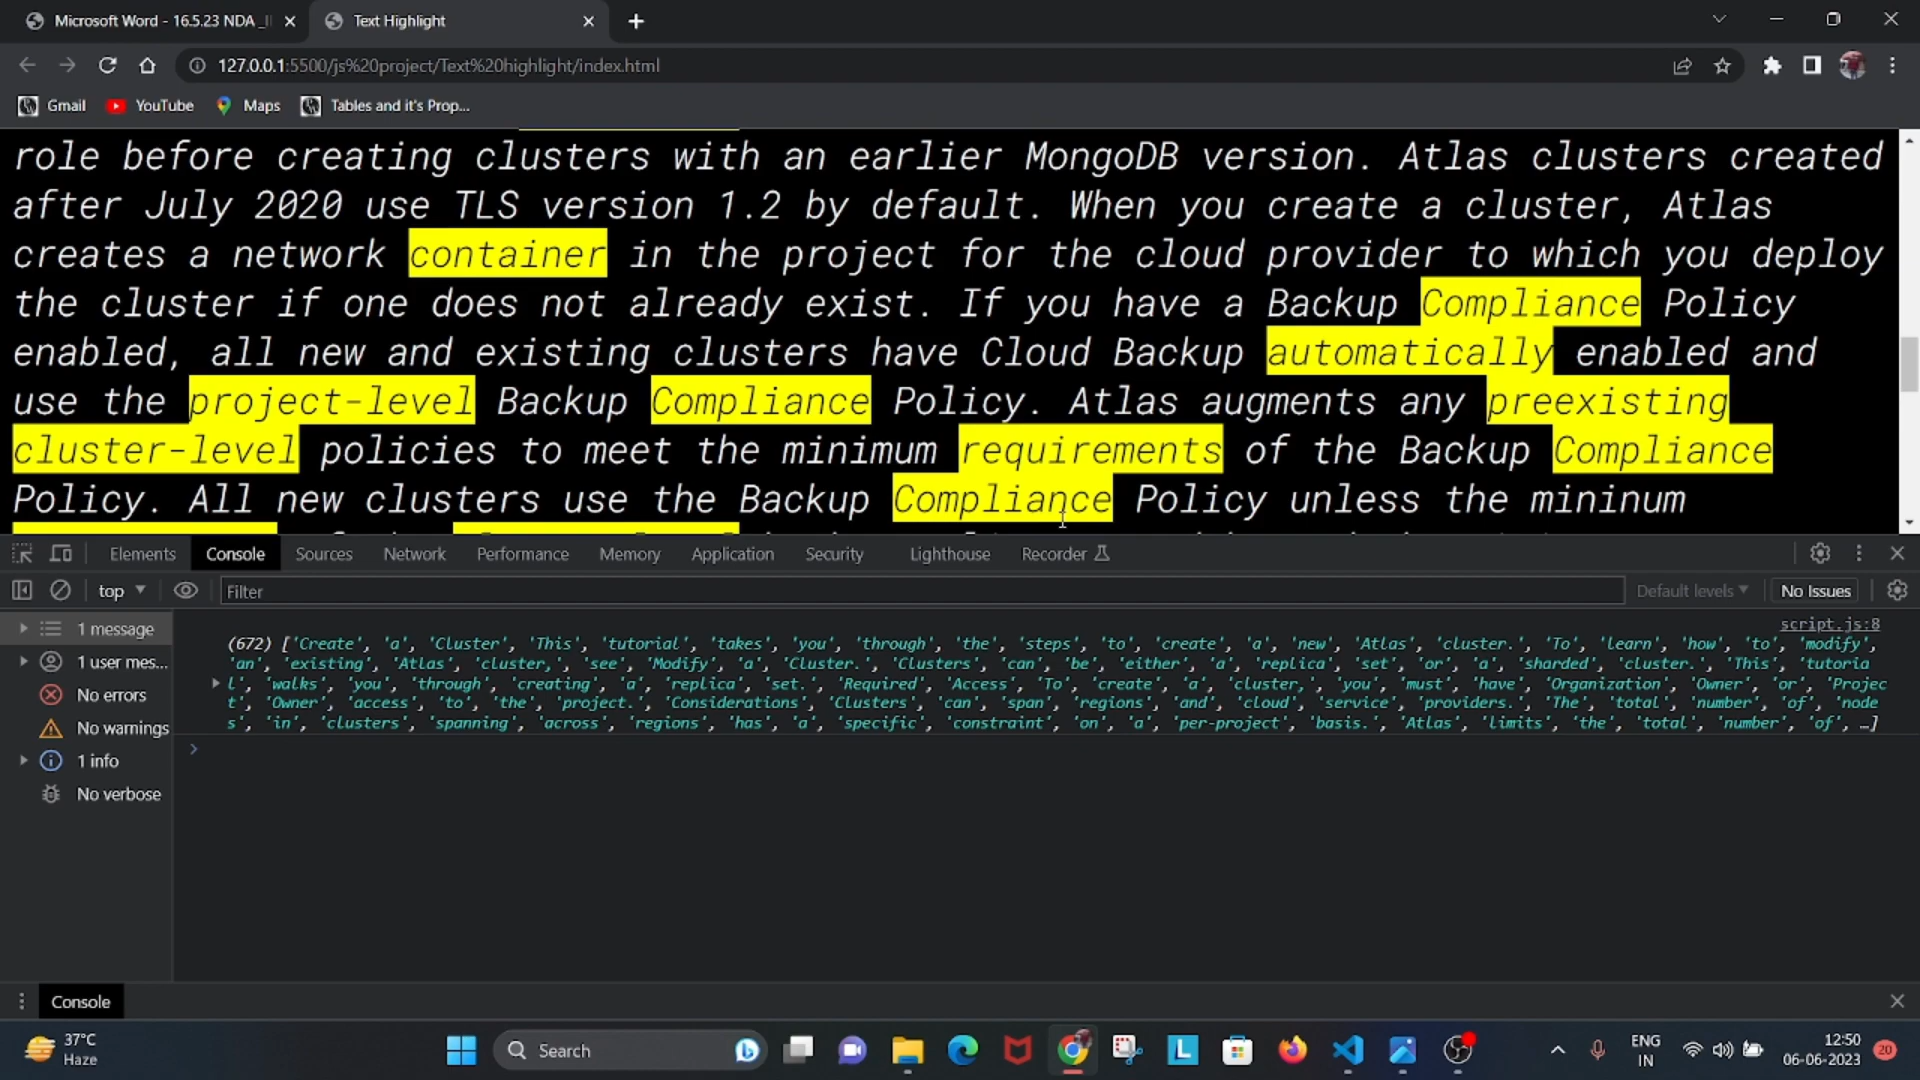 Microsoft Word - 16.5.23 NDA _I
Text Highlight
127.0.0.1:5500/js%20project/Text%20highlight/index.html
Gmail YouTube Maps Tables and it's Prop...
role before creating clusters with an earlier MongoDB version. Atlas clusters created
after July 2020 use TLS version 1.2 by default. When you create a cluster, Atlas
creates a network container in the project for the cloud provider to which you deploy
the cluster if one does not already exist. If you have a Backup Compliance Policy
enabled, all new and existing clusters have Cloud Backup automatically enabled and
use the project-level Backup Compliance Policy. Atlas augments any preexisting
cluster-level policies to meet the minimum requirements of the Backup Compliance
Policy. All new clusters use the Backup Compliance Policy unless the mininum
Elements Console Sources Network Performance Memory Application Security Lighthouse Recorder
top Filter Default levels No Issues
1 message
1 user mes...
No errors
No warnings
1 info
No verbose
script.js:8
(672) ['Create', 'a', 'Cluster', 'This', 'tutorial', 'takes', 'you', 'through', 'the', 'steps', 'to', 'create', 'a', 'new', 'Atlas', 'cluster.', 'To', 'learn', 'how', 'to', 'modify',
'an', 'existing', 'Atlas', 'cluster,', 'see', 'Modify', 'a', 'Cluster.', 'Clusters', 'can', 'be', 'either', 'a', 'replica', 'set', 'or', 'a', 'sharded', 'cluster.', 'This', 'tutoria
l', 'walks', 'you', 'through', 'creating', 'a', 'replica', 'set.', 'Required', 'Access', 'To', 'create', 'a', 'cluster,', 'you', 'must', 'have', 'Organization', 'Owner', 'or', 'Projec
t', 'Owner', 'access', 'to', 'the', 'project.', 'Considerations', 'Clusters', 'can', 'span', 'regions', 'and', 'cloud', 'service', 'providers.', 'The', 'total', 'number', 'of', 'node
s', 'in', 'clusters', 'spanning', 'across', 'regions', 'has', 'a', 'specific', 'constraint', 'on', 'a', 'per-project', 'basis.', 'Atlas', 'limits', 'the', 'total', 'number', 'of', …]
Console
37°C
Haze
Search
L
ENG
IN
12:50
06-06-2023
20